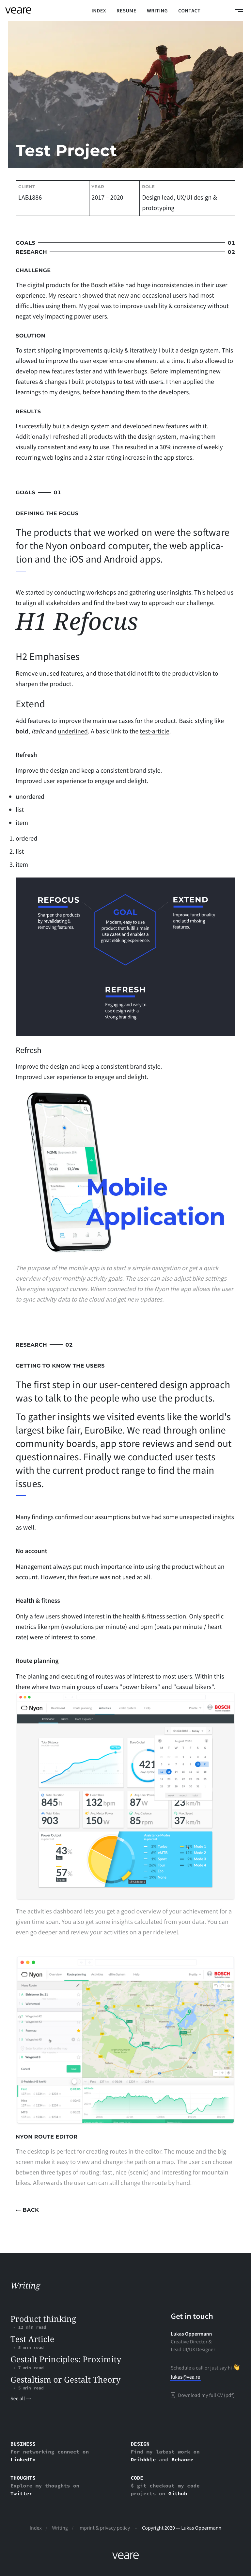 veare
INDEX RESUME WRITING CONTACT
Test Project
CLIENT
LAB1886
YEAR
2017 – 2020
ROLE
Design lead, UX/UI design &
prototyping
GOALS 01
RESEARCH 02
CHALLENGE
The digital products for the Bosch eBike had huge inconsistencies in their user
experience. My research showed that new and occasional users had most
difficulties using them. My goal was to improve usability & consistency without
negatively impacting power users.
SOLUTION
To start shipping improvements quickly & iteratively I built a design system. This
allowed to improve the user experience one element at a time. It also allowed to
develop new features faster and with fewer bugs. Before implementing new
features & changes I built prototypes to test with users. I then applied the
learnings to my designs, before handing them to the developers.
RESULTS
I successfully built a design system and developed new features with it.
Additionally I refreshed all products with the design system, making them
visually consistent and easy to use. This resulted in a 30% increase of weekly
recurring web logins and a 2 star rating increase in the app stores.
GOALS 01
DEFINING THE FOCUS
The products that we worked on were the software
for the Nyon onboard computer, the web applica-
tion and the iOS and Android apps.
We started by conducting workshops and gathering user insights. This helped us
to align all stakeholders and the best way to approach our challenge.
H1 Refocus
H2 Emphasises
Remove unused features, and those that did not fit to the product vision to
sharpen the product.
Extend
Add features to improve the main use cases for the product. Basic styling like
bold, italic and underlined. A basic link to the test-article.
Refresh
Improve the design and keep a consistent brand style.
Improved user experience to engage and delight.
• unordered
• list
• item
1. ordered
2. list
3. item
REFOCUS
Sharpen the products
by revalidating &
removing features.
GOAL
Modern, easy to use
product that fulfills main
use cases and enables a
great eBiking experience.
EXTEND
Improve functionality
and add missing
features.
REFRESH
Engaging and easy to
use design with a
strong branding.
Refresh
Improve the design and keep a consistent brand style.
Improved user experience to engage and delight.
Mobile
Application
The purpose of the mobile app is to start a simple navigation or get a quick
overview of your monthly activity goals. The user can also adjust bike settings
like engine support curves. When connected to the Nyon the app allows the user
to sync activity data to the cloud and get new updates.
RESEARCH 02
GETTING TO KNOW THE USERS
The first step in our user-centered design approach
was to talk to the people who use the products.
To gather insights we visited events like the world's
largest bike fair, EuroBike. We read through online
community boards, app store reviews and send out
questionnaires. Finally we conducted user tests
with the current product range to find the main
issues.
Many findings confirmed our assumptions but we had some unexpected insights
as well.
No account
Management always put much importance into using the product without an
account. However, this feature was not used at all.
Health & fitness
Only a few users showed interest in the health & fitness section. Only specific
metrics like rpm (revolutions per minute) and bpm (beats per minute / heart
rate) were of interest to some.
Route planning
The planing and executing of routes was of interest to most users. Within this
there where two main groups of users "power bikers" and "casual bikers".
Nyon
BOSCH
845 132 87
903 150 421 85 37
43
57
The activities dashboard lets you get a good overview of your achievement for a
given time span. You also get some insights calculated from your data. You can
even go deeper and review your activities on a per ride level.
Nyon
BOSCH
NYON ROUTE EDITOR
The desktop is perfect for creating routes in the editor. The mouse and the big
screen make it easy to view and change the path on a map. The user can choose
between three types of routing: fast, nice (scenic) and interesting for mountain
bikes. Afterwards the user can can still change the route by hand.
← BACK
Writing
Product thinking
- 12 min read
Test Article
- 5 min read
Gestalt Principles: Proximity
- 7 min read
Gestaltism or Gestalt Theory
- 5 min read
See all →
Get in touch
Lukas Oppermann
Creative Director &
Lead UI/UX Designer
Schedule a call or just say hi 👋
lukas@vea.re
Download my full CV (pdf)
BUSINESS
For networking connect on
LinkedIn
DESIGN
Find my latest work on
Dribbble and Behance
THOUGHTS
Explore my thoughts on
Twitter
CODE
$ git checkout my code
projects on Github
Index / Writing / Imprint & privacy policy - Copyright 2020 — Lukas Oppermann
veare